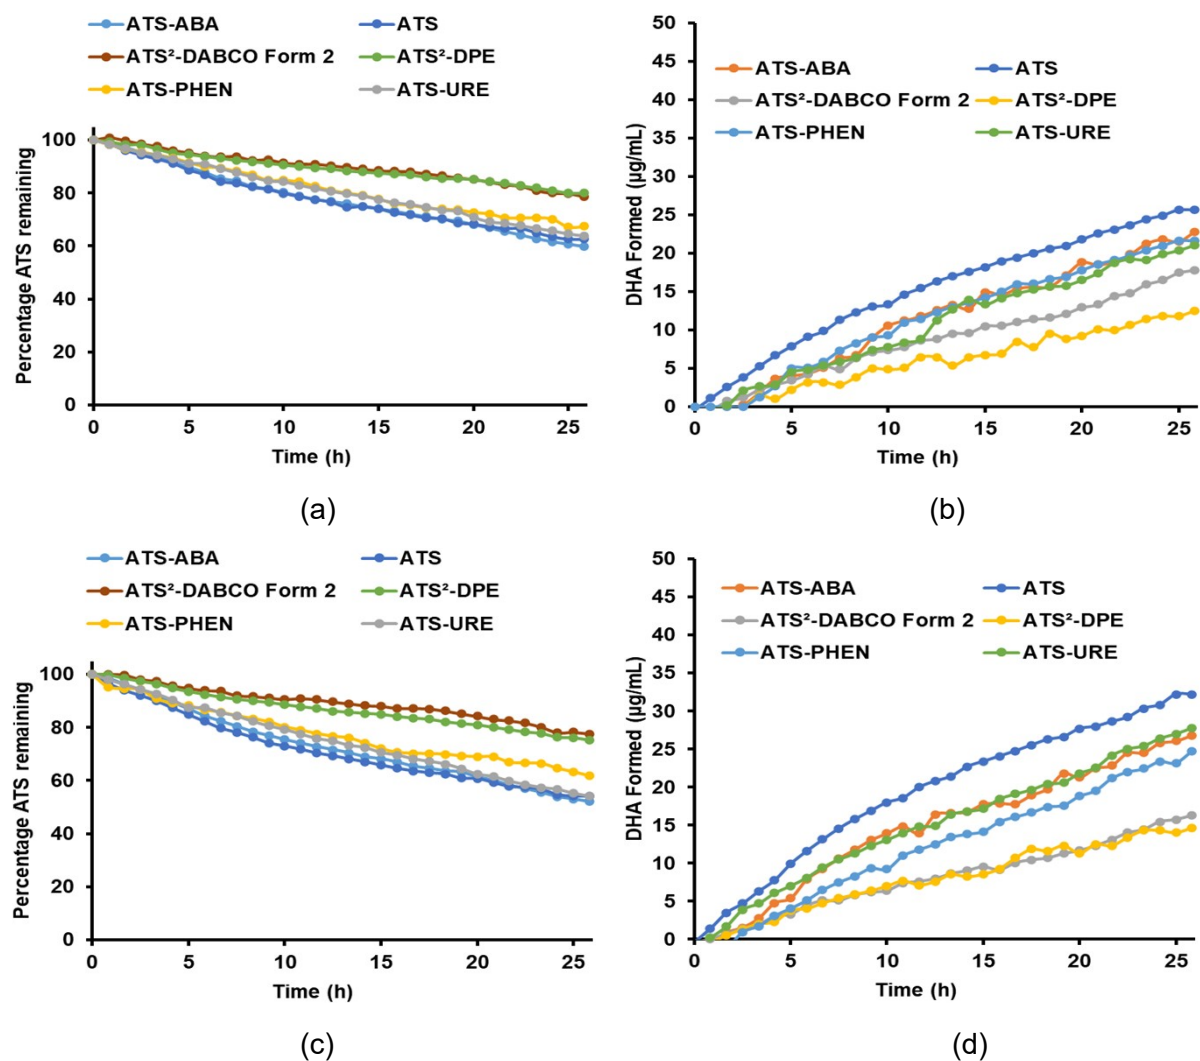 ATS-ABA ATS
ATS²-DABCO Form 2 ATS²-DPE
ATS-PHEN ATS-URE
Percentage ATS remaining
100
80
60
40
20
0
0 5 10 15 20 25
Time (h)
(a)
50
45
40
35
30
25
20
15
10
5
0
DHA Formed (µg/mL)
ATS-ABA ATS
ATS²-DABCO Form 2 ATS²-DPE
ATS-PHEN ATS-URE
0 5 10 15 20 25
Time (h)
(b)
ATS-ABA ATS
ATS²-DABCO Form 2 ATS²-DPE
ATS-PHEN ATS-URE
Percentage ATS remaining
100
80
60
40
20
0
0 5 10 15 20 25
Time (h)
(c)
50
45
40
35
30
25
20
15
10
5
0
DHA Formed (µg/mL)
ATS-ABA ATS
ATS²-DABCO Form 2 ATS²-DPE
ATS-PHEN ATS-URE
0 5 10 15 20 25
Time (h)
(d)